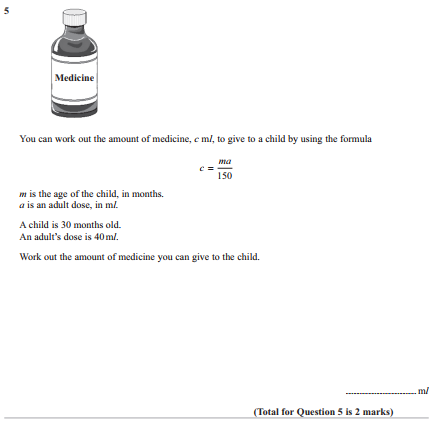 5
Medicine
You can work out the amount of medicine, c ml, to give to a child by using the formula
c = ma/150
m is the age of the child, in months.
a is an adult dose, in ml.
A child is 30 months old.
An adult's dose is 40 ml.
Work out the amount of medicine you can give to the child.
........................ ml
(Total for Question 5 is 2 marks)